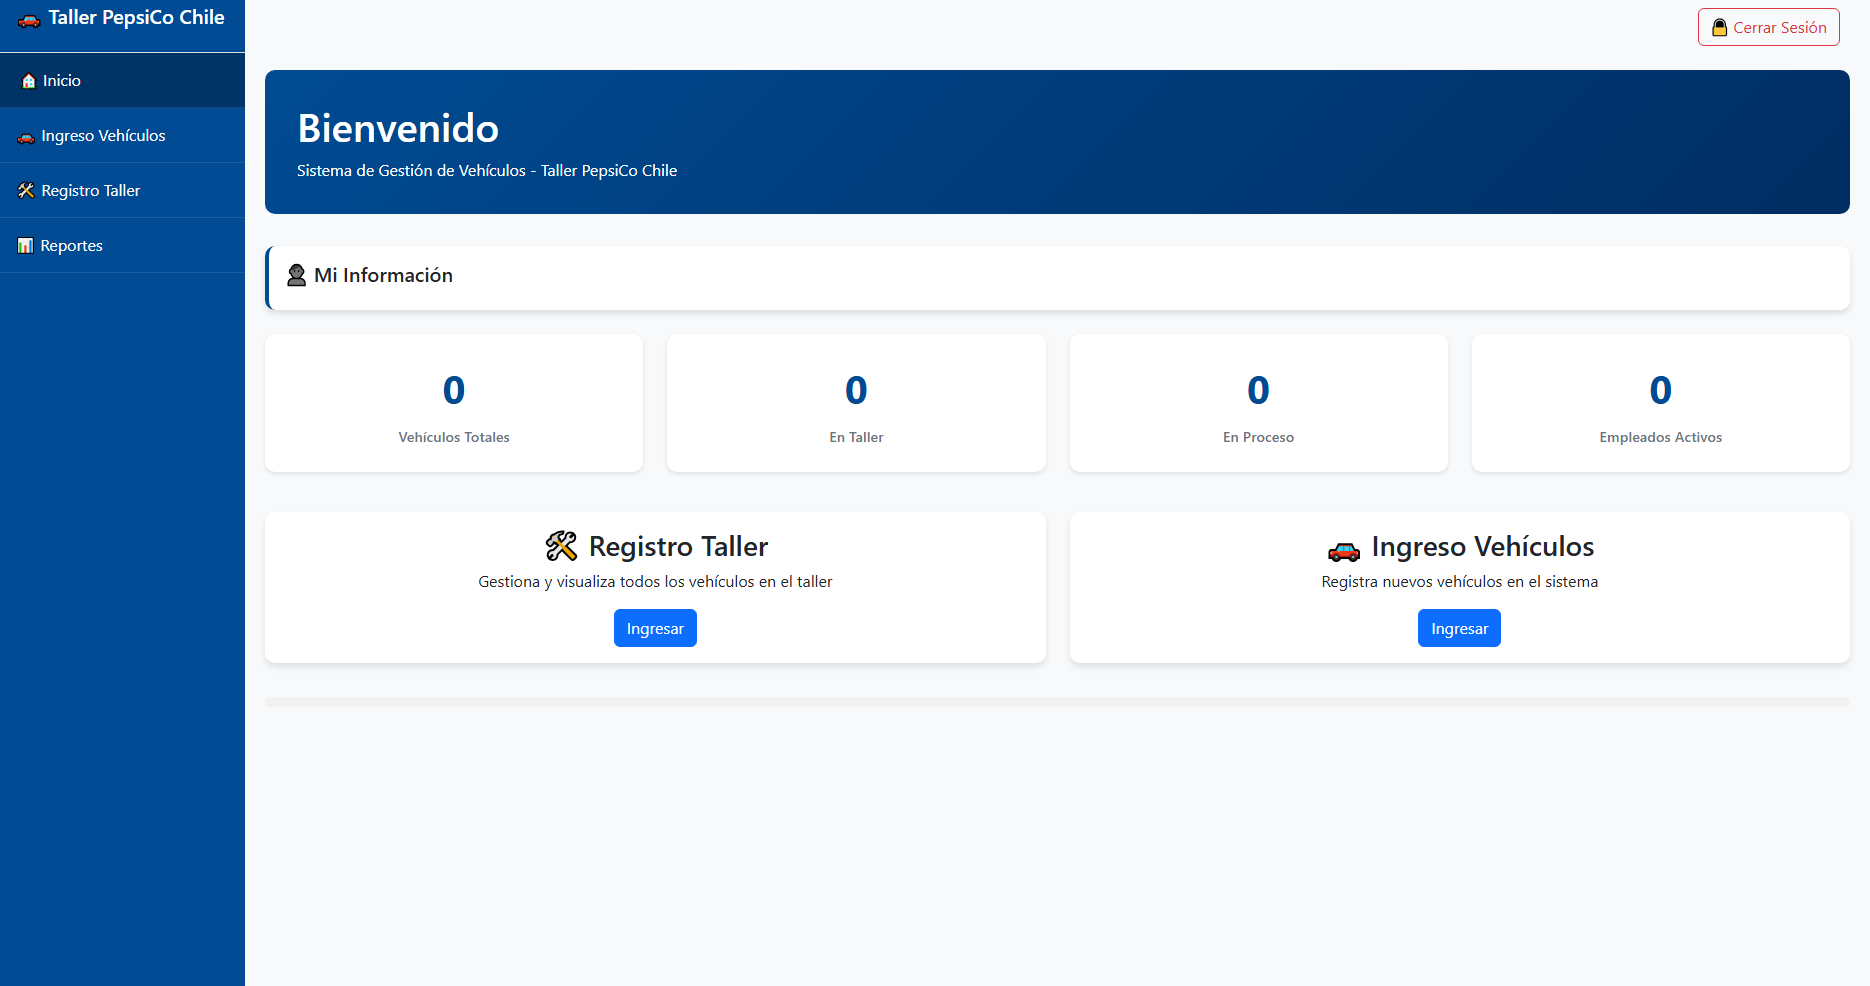 Taller PepsiCo Chile
Inicio
Ingreso Vehículos
Registro Taller
Reportes
Cerrar Sesión
Bienvenido
Sistema de Gestión de Vehículos - Taller PepsiCo Chile
Mi Información
0
Vehículos Totales
0
En Taller
0
En Proceso
0
Empleados Activos
Registro Taller
Gestiona y visualiza todos los vehículos en el taller
Ingresar
Ingreso Vehículos
Registra nuevos vehículos en el sistema
Ingresar